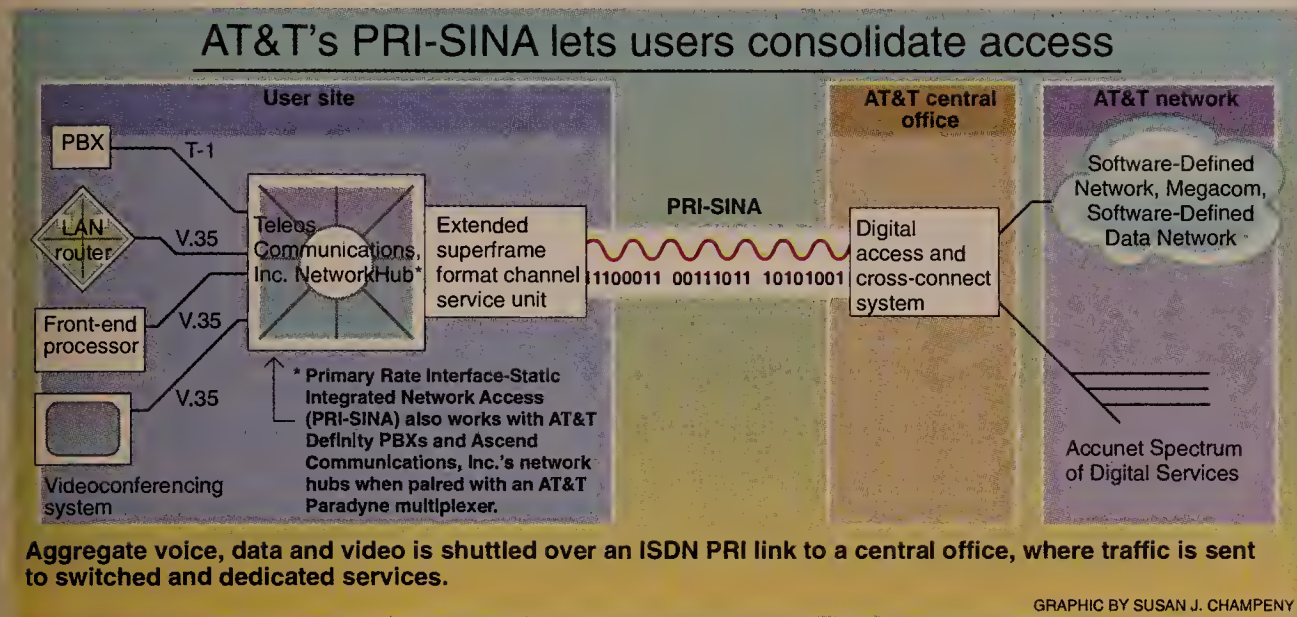 AT&T's PRI-SINA lets users consolidate access
User site
AT&T central
office
AT&T network
PBX
T-1
LAN
router
V.35
Front-end
processor
V.35
V.35
Videoconferencing
system
Teleos
Communications,
Inc. NetworkHub*
Extended
superframe
format channel
service unit
* Primary Rate Interface-Static
Integrated Network Access
(PRI-SINA) also works with AT&T
Definity PBXs and Ascend
Communications, Inc.'s network
hubs when paired with an AT&T
Paradyne multiplexer.
PRI-SINA
11100011 00111011 10101001
Digital
access and
cross-connect
system
Software-Defined
Network, Megacom,
Software-Defined
Data Network
Accunet Spectrum
of Digital Services
Aggregate voice, data and video is shuttled over an ISDN PRI link to a central office, where traffic is sent
to switched and dedicated services.
GRAPHIC BY SUSAN J. CHAMPENY